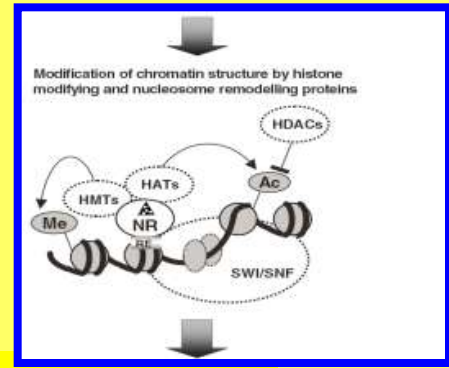 Modification of chromatin structure by histone
modifying and nucleosome remodelling proteins
HDACs
HATs
Ac
HMTs
Me
NR
RE
SWI/SNF